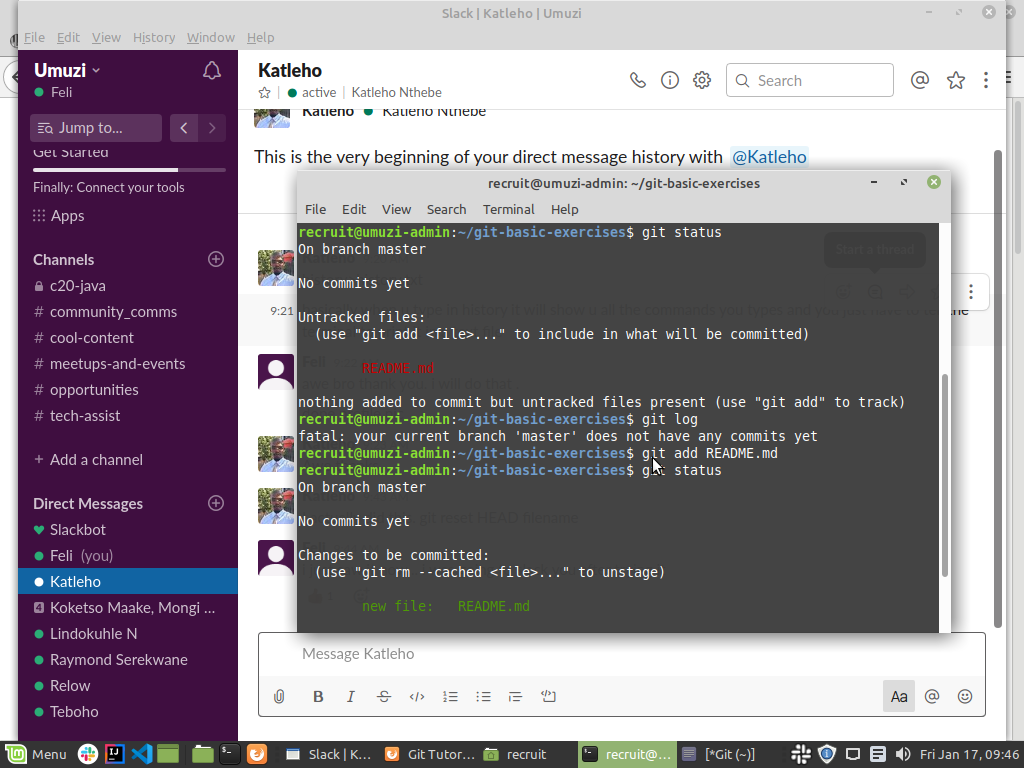 Slack | Katleho | Umuzi
File Edit View History Window Help
Umuzi
Feli
Jump to...
Get Started
Finally: Connect your tools
Apps
Channels
c20-java
# community_comms
# cool-content
# meetups-and-events
# opportunities
# tech-assist
+ Add a channel
Direct Messages
Slackbot
Feli (you)
Katleho
4 Koketso Maake, Mongi ...
Lindokuhle N
Raymond Serekwane
Relow
Teboho
Katleho
active | Katleho Nthebe
Search
Katleho Katleho Nthebe
This is the very beginning of your direct message history with @Katleho
9:21
recruit@umuzi-admin: ~/git-basic-exercises
File Edit View Search Terminal Help
recruit@umuzi-admin:~/git-basic-exercises$ git status
On branch master
No commits yet
Untracked files:
(use "git add <file>..." to include in what will be committed)
README.md
nothing added to commit but untracked files present (use "git add" to track)
recruit@umuzi-admin:~/git-basic-exercises$ git log
fatal: your current branch 'master' does not have any commits yet
recruit@umuzi-admin:~/git-basic-exercises$ git add README.md
recruit@umuzi-admin:~/git-basic-exercises$ git status
On branch master
No commits yet
Changes to be committed:
(use "git rm --cached <file>..." to unstage)
new file: README.md
Start a thread
Message Katleho
B I S Aa @
Menu
Slack | K...
Git Tutor...
recruit
recruit@...
[*Git (~)]
Fri Jan 17, 09:46